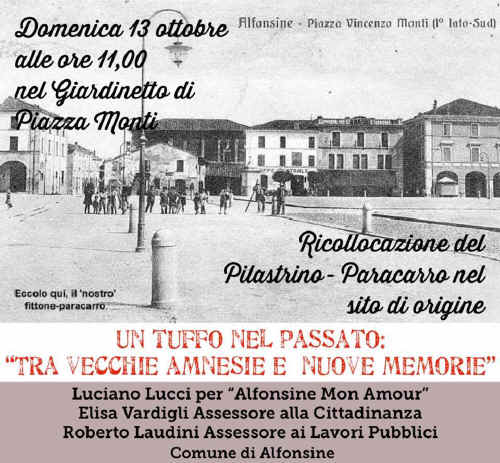 Domenica 13 ottobre
alle ore 11,00
nel Giardinetto di
Piazza Monti
Alfonsine - Piazza Vincenzo Monti (1° lato-Sud)
Ricollocazione del
Pilastrino-Paracarro nel
sito di origine
Eccolo qui, il 'nostro'
fittone-paracarro.
UN TUFFO NEL PASSATO:
"TRA VECCHIE AMNESIE E NUOVE MEMORIE"
Luciano Lucci per "Alfonsine Mon Amour"
Elisa Vardigli Assessore alla Cittadinanza
Roberto Laudini Assessore ai Lavori Pubblici
Comune di Alfonsine